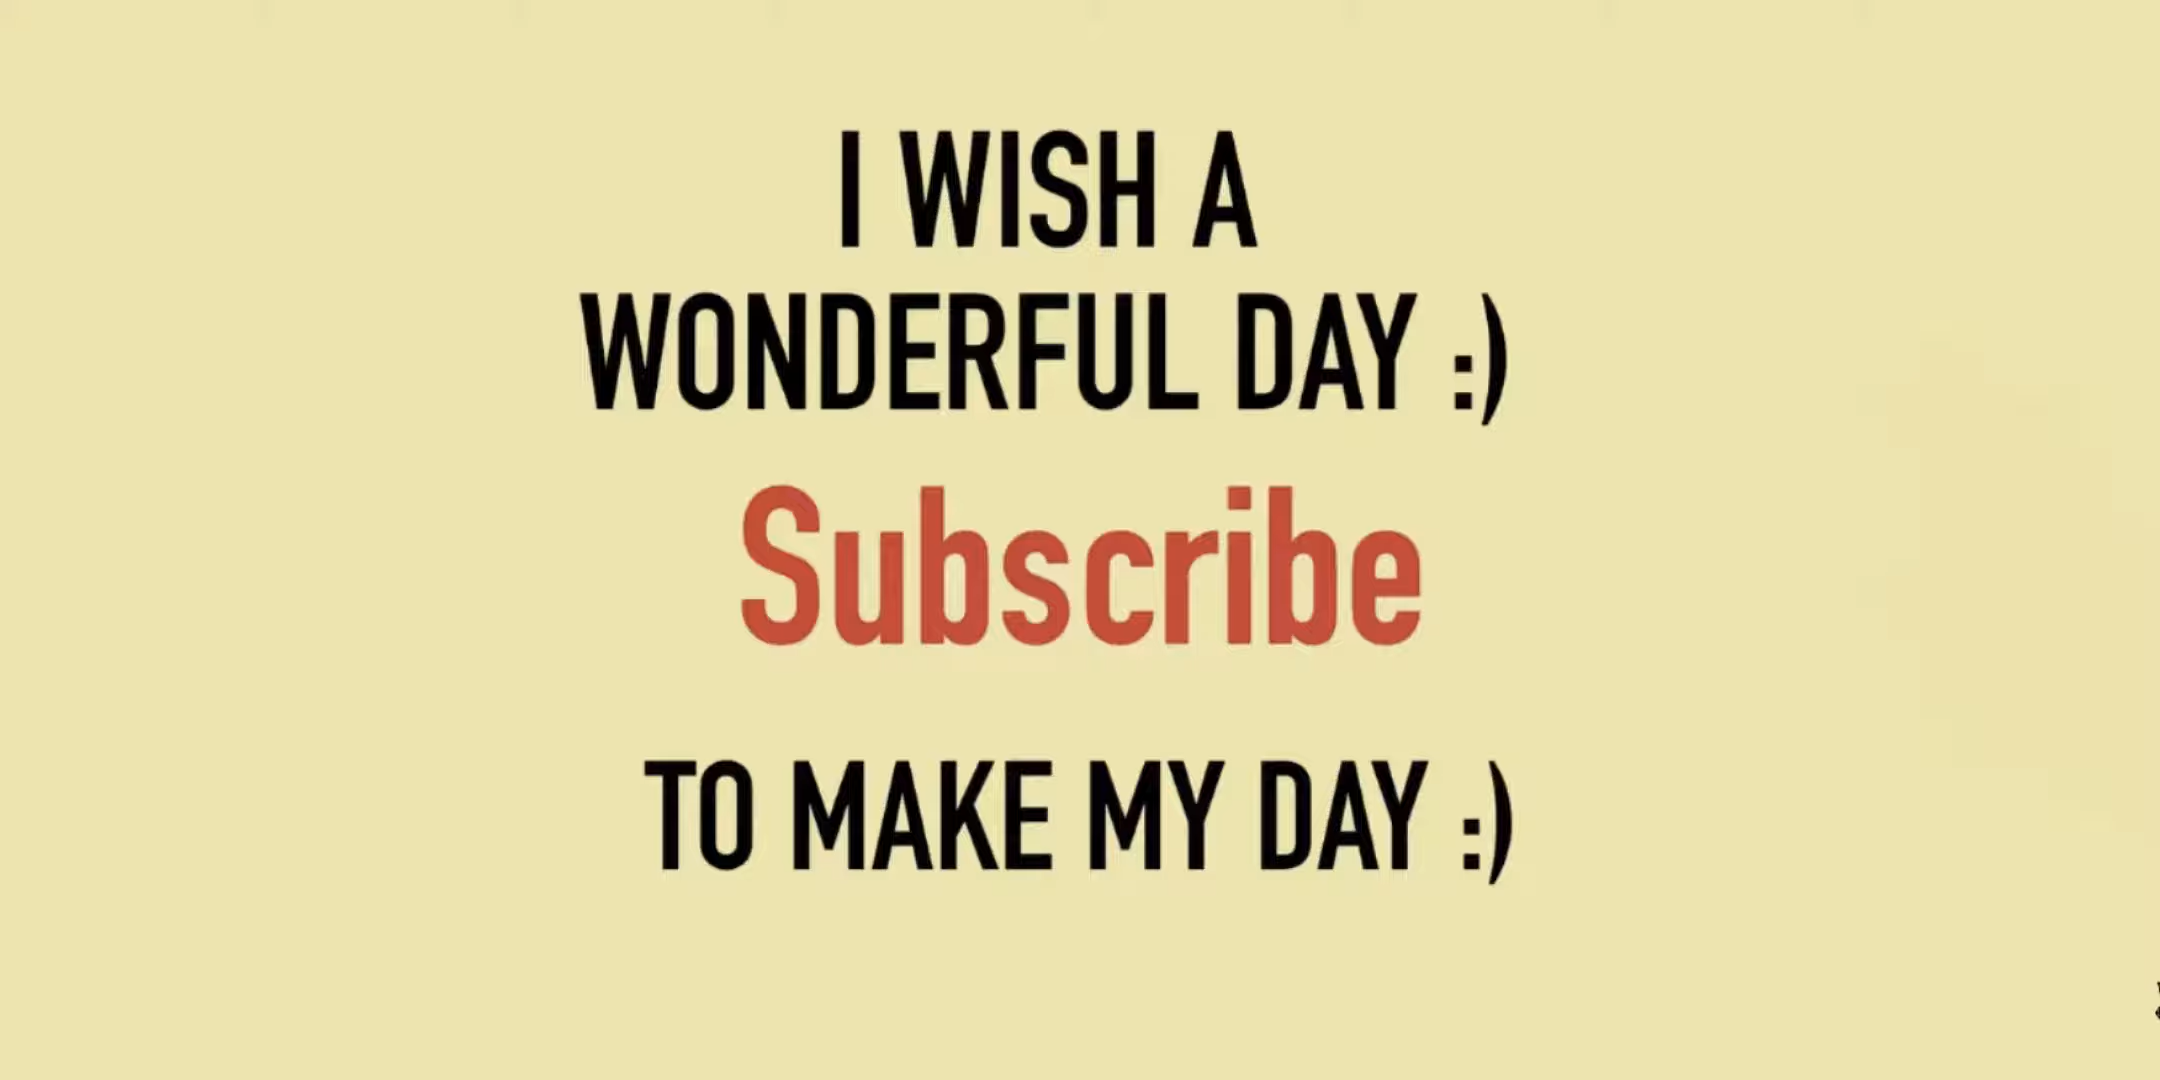 I WISH A
WONDERFUL DAY :)
Subscribe
TO MAKE MY DAY :)